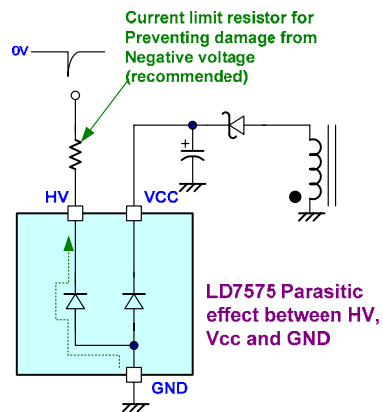 Current limit resistor for
Preventing damage from
Negative voltage
(recommended)
0V
+
HV
VCC
LD7575 Parasitic
effect between HV,
Vcc and GND
GND